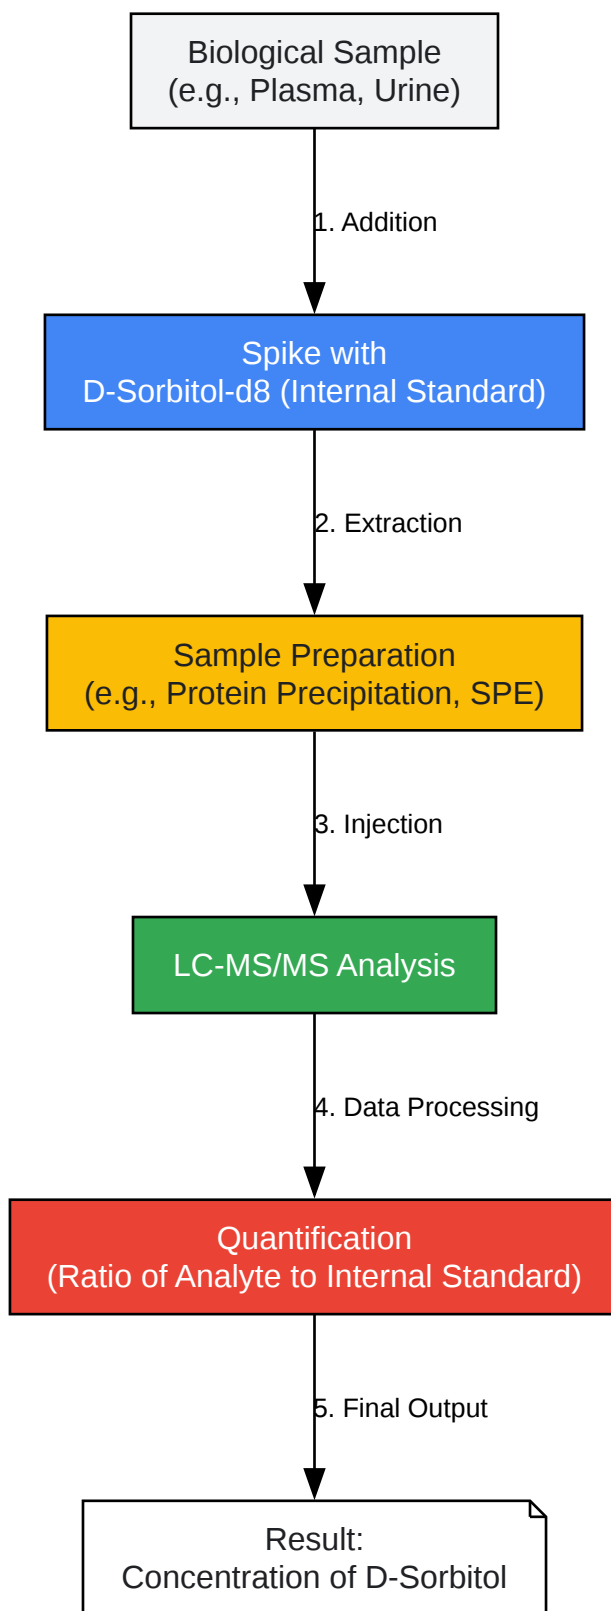 Biological Sample
(e.g., Plasma, Urine)
1. Addition
Spike with
D-Sorbitol-d8 (Internal Standard)
2. Extraction
Sample Preparation
(e.g., Protein Precipitation, SPE)
3. Injection
LC-MS/MS Analysis
4. Data Processing
Quantification
(Ratio of Analyte to Internal Standard)
5. Final Output
Result:
Concentration of D-Sorbitol